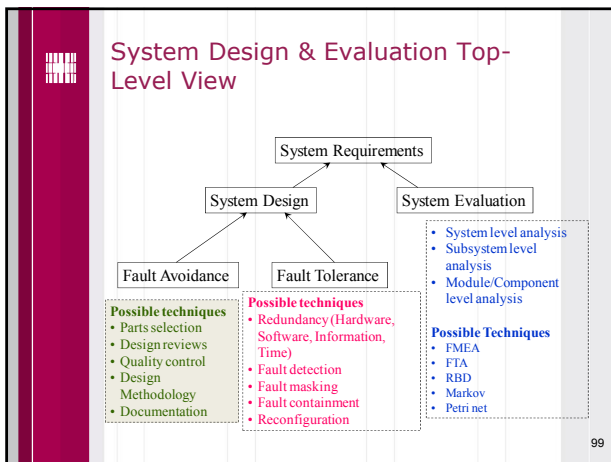 System Design & Evaluation Top-
Level View
System Requirements
System Design
System Evaluation
Fault Avoidance
Fault Tolerance
Possible techniques
• Parts selection
• Design reviews
• Quality control
• Design
Methodology
• Documentation
Possible techniques
• Redundancy (Hardware,
Software, Information,
Time)
• Fault detection
• Fault masking
• Fault containment
• Reconfiguration
• System level analysis
• Subsystem level
analysis
• Module/Component
level analysis
Possible Techniques
• FMEA
• FTA
• RBD
• Markov
• Petri net
99